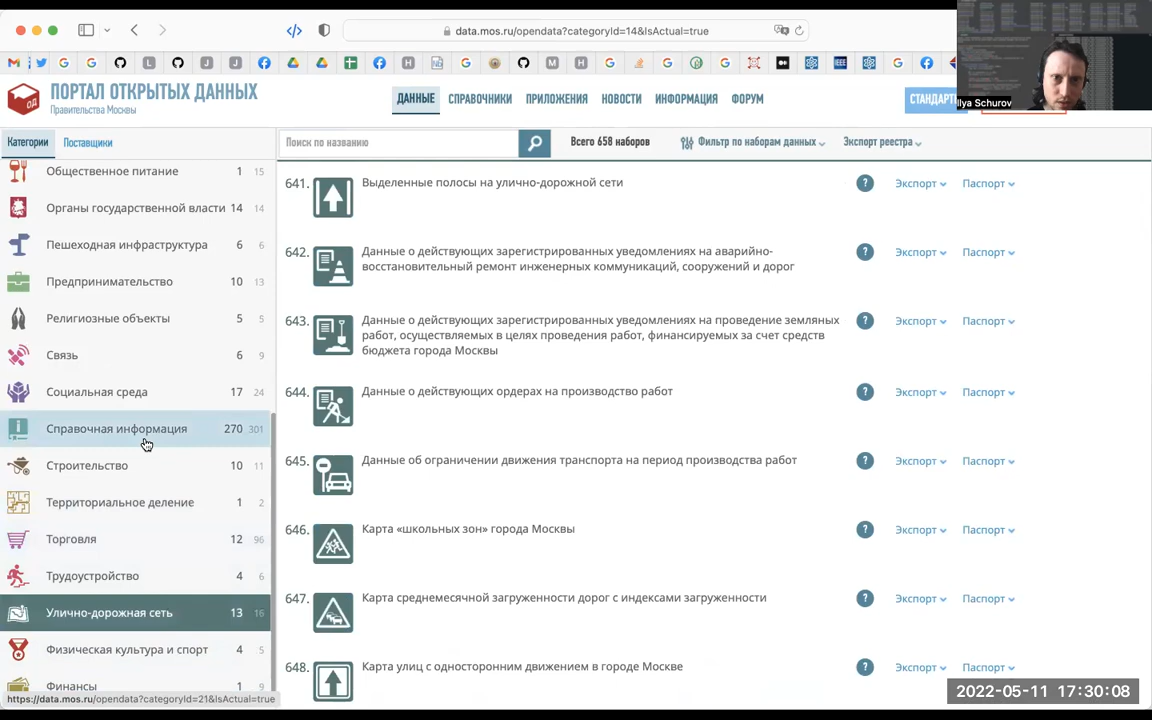 data.mos.ru/opendata?categoryId=14&IsActual=true
Ilya Schurov
ПОРТАЛ ОТКРЫТЫХ ДАННЫХ
Правительства Москвы
ДАННЫЕ
СПРАВОЧНИКИ
ПРИЛОЖЕНИЯ
НОВОСТИ
ИНФОРМАЦИЯ
ФОРУМ
СТАНДАРТ
Категории
Поставщики
Поиск по названию
Всего 658 наборов
Фильтр по наборам данных
Экспорт реестра
Общественное питание 1 15
Органы государственной власти 14 14
Пешеходная инфраструктура 6 6
Предпринимательство 10 13
Религиозные объекты 5 5
Связь 6 9
Социальная среда 17 24
Справочная информация 270 301
Строительство 10 11
Территориальное деление 1 2
Торговля 12 96
Трудоустройство 4 6
Улично-дорожная сеть 13 16
Физическая культура и спорт 4 5
Финансы 1 9
https://data.mos.ru/opendata?categoryId=21&IsActual=true
641. Выделенные полосы на улично-дорожной сети ? Экспорт Паспорт
642. Данные о действующих зарегистрированных уведомлениях на аварийно- ? Экспорт Паспорт
восстановительный ремонт инженерных коммуникаций, сооружений и дорог
643. Данные о действующих зарегистрированных уведомлениях на проведение земляных ? Экспорт Паспорт
работ, осуществляемых в целях проведения работ, финансируемых за счет средств
бюджета города Москвы
644. Данные о действующих ордерах на производство работ ? Экспорт Паспорт
645. Данные об ограничении движения транспорта на период производства работ ? Экспорт Паспорт
646. Карта «школьных зон» города Москвы ? Экспорт Паспорт
647. Карта среднемесячной загруженности дорог с индексами загруженности ? Экспорт Паспорт
648. Карта улиц с односторонним движением в городе Москве ? Экспорт Паспорт
2022-05-11 17:30:08